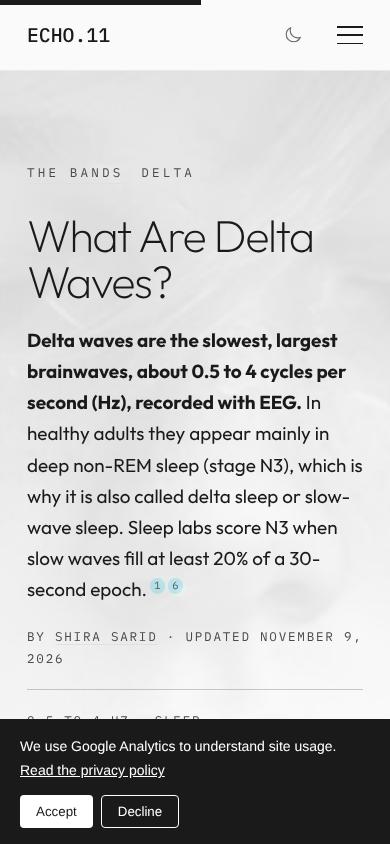 ECHO.11
THE BANDS DELTA
What Are Delta
Waves?
Delta waves are the slowest, largest
brainwaves, about 0.5 to 4 cycles per
second (Hz), recorded with EEG. In
healthy adults they appear mainly in
deep non-REM sleep (stage N3), which is
why it is also called delta sleep or slow-
wave sleep. Sleep labs score N3 when
slow waves fill at least 20% of a 30-
second epoch. 1 6
BY SHIRA SARID · UPDATED NOVEMBER 9,
2026
We use Google Analytics to understand site usage.
Read the privacy policy
Accept Decline